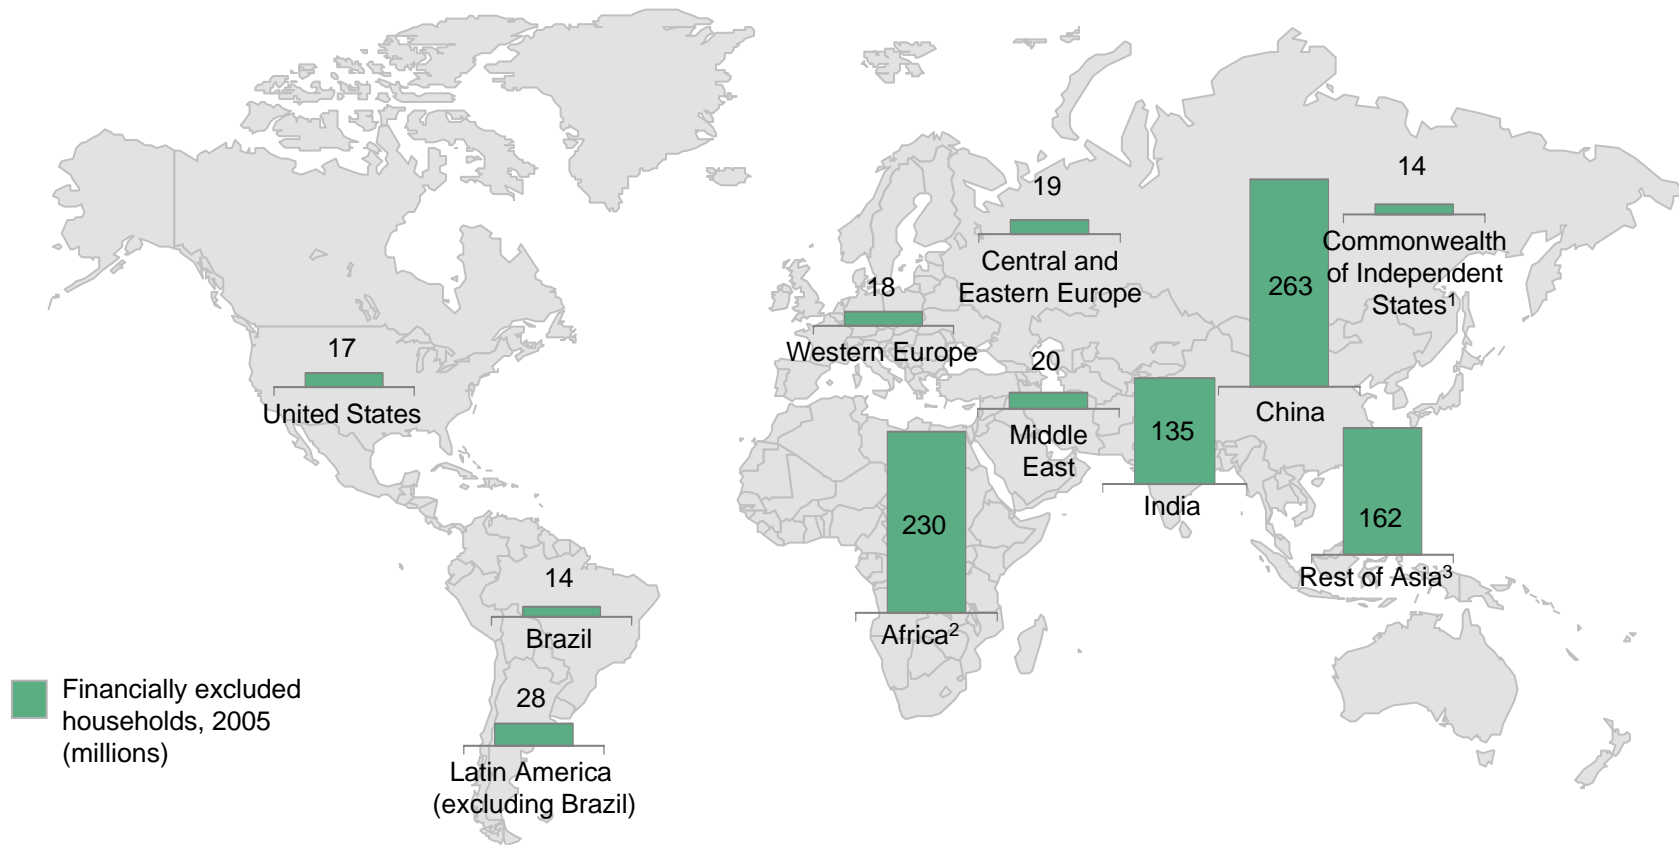 19
14
Central and
Eastern Europe
Commonwealth
of Independent
States¹
263
China
18
Western Europe
17
United States
20
Middle
East
135
India
230
Africa²
162
Rest of Asia³
14
Brazil
28
Latin America
(excluding Brazil)
Financially excluded
households, 2005
(millions)